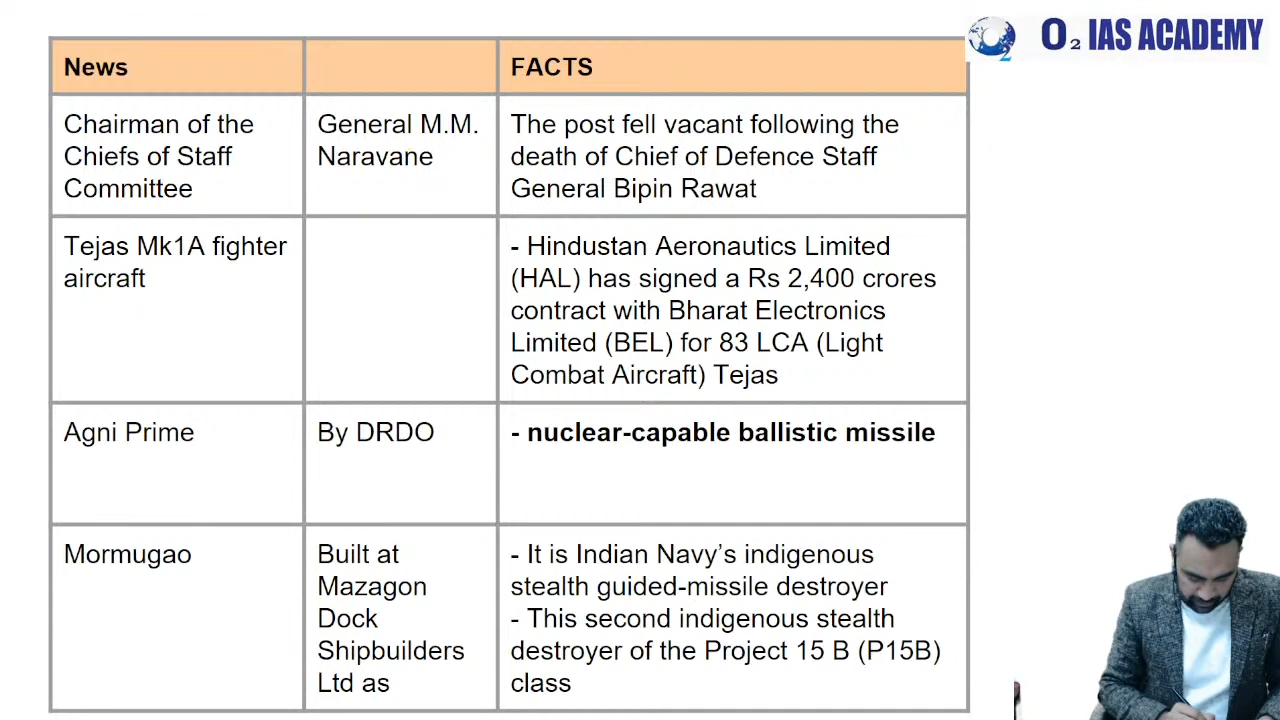 O2 IAS ACADEMY
News FACTS
Chairman of the
Chiefs of Staff
Committee
General M.M.
Naravane
The post fell vacant following the
death of Chief of Defence Staff
General Bipin Rawat
Tejas Mk1A fighter
aircraft
- Hindustan Aeronautics Limited
(HAL) has signed a Rs 2,400 crores
contract with Bharat Electronics
Limited (BEL) for 83 LCA (Light
Combat Aircraft) Tejas
Agni Prime
By DRDO
- nuclear-capable ballistic missile
Mormugao
Built at
Mazagon
Dock
Shipbuilders
Ltd as
- It is Indian Navy’s indigenous
stealth guided-missile destroyer
- This second indigenous stealth
destroyer of the Project 15 B (P15B)
class